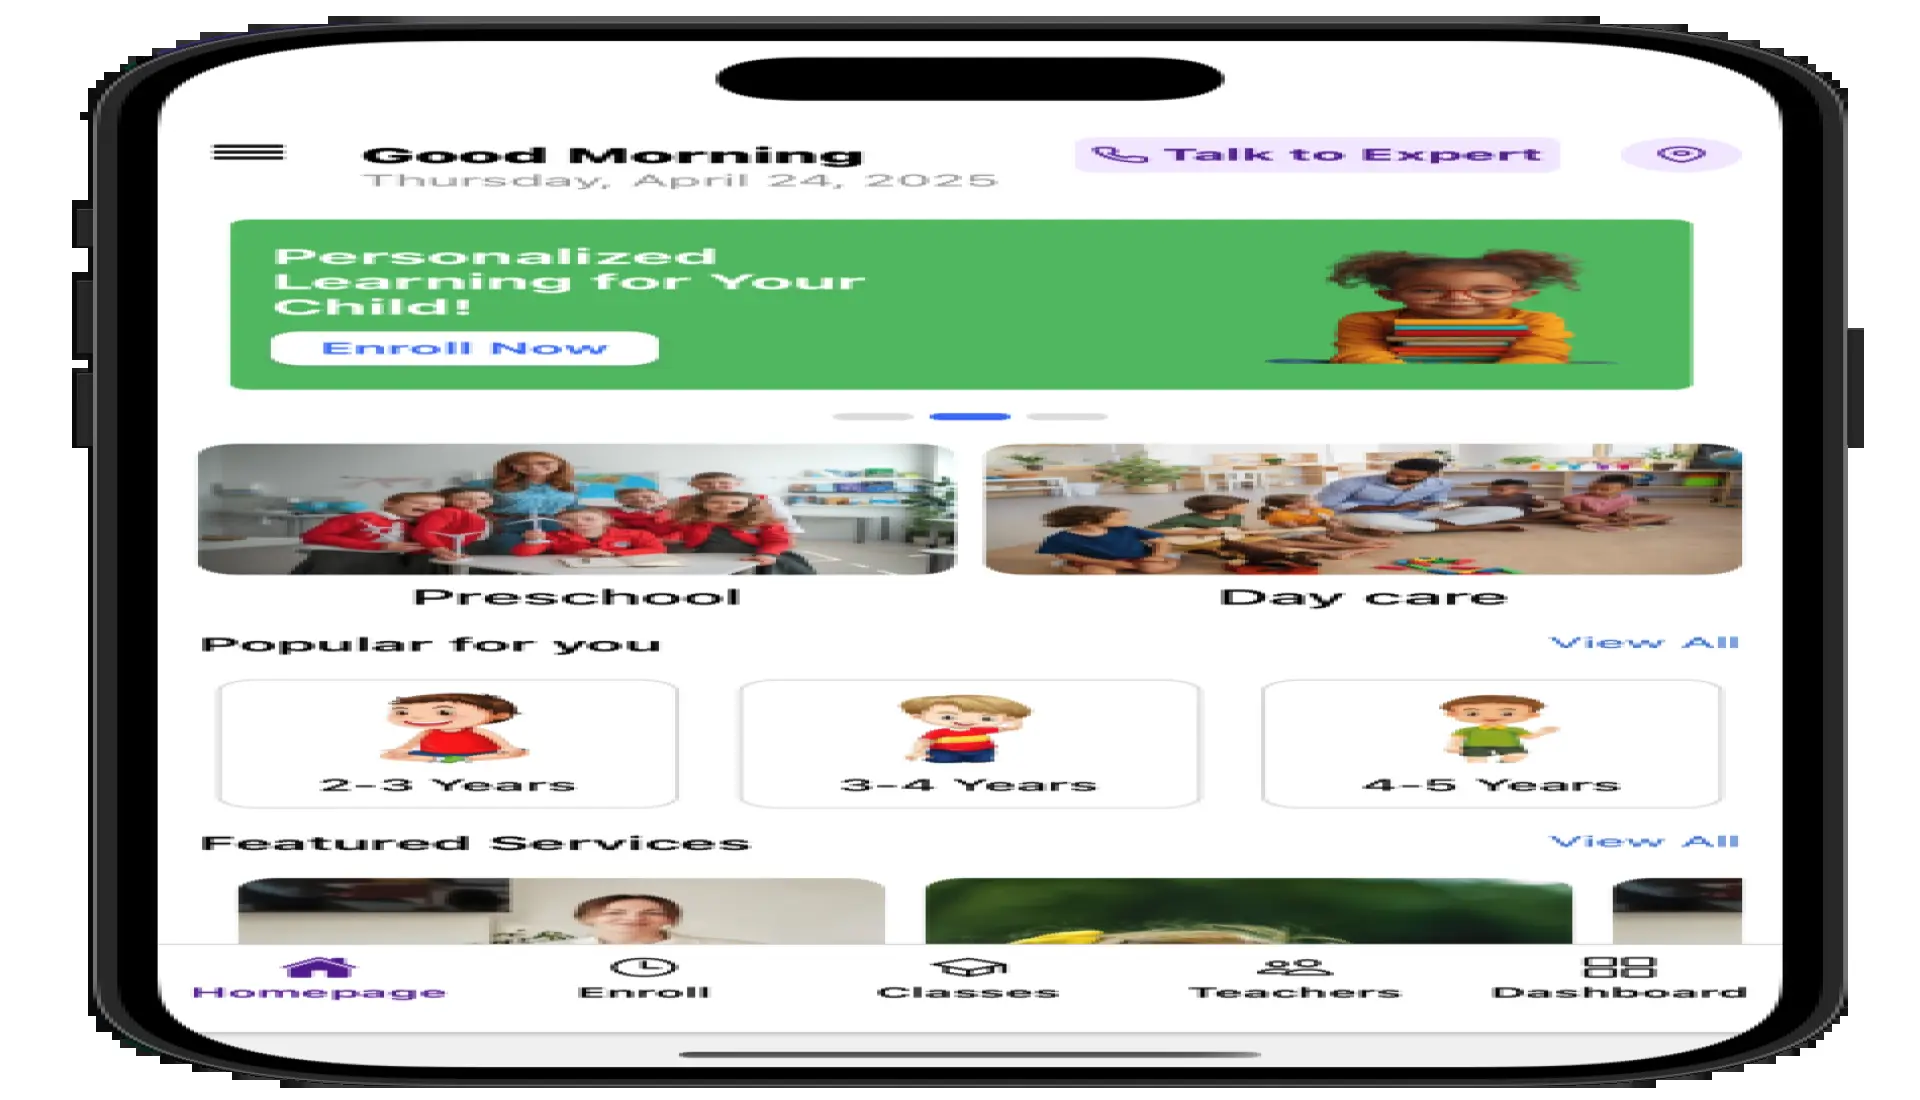 Good Morning
Talk to Expert
Thursday, April 24, 2025
Personalized
Learning for Your
Child!
Enroll Now
Preschool
Day care
Popular for you
View All
2-3 Years
3-4 Years
4-5 Years
Featured Services
View All
Homepage
Enroll
Classes
Teachers
Dashboard